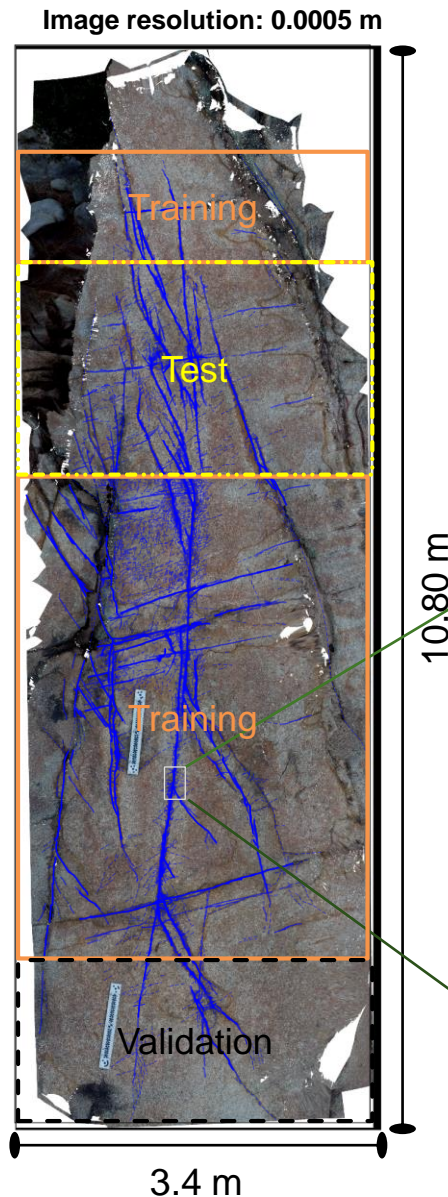 Image resolution: 0.0005 m
Training
Test
10.80 m
Training
Validation
3.4 m